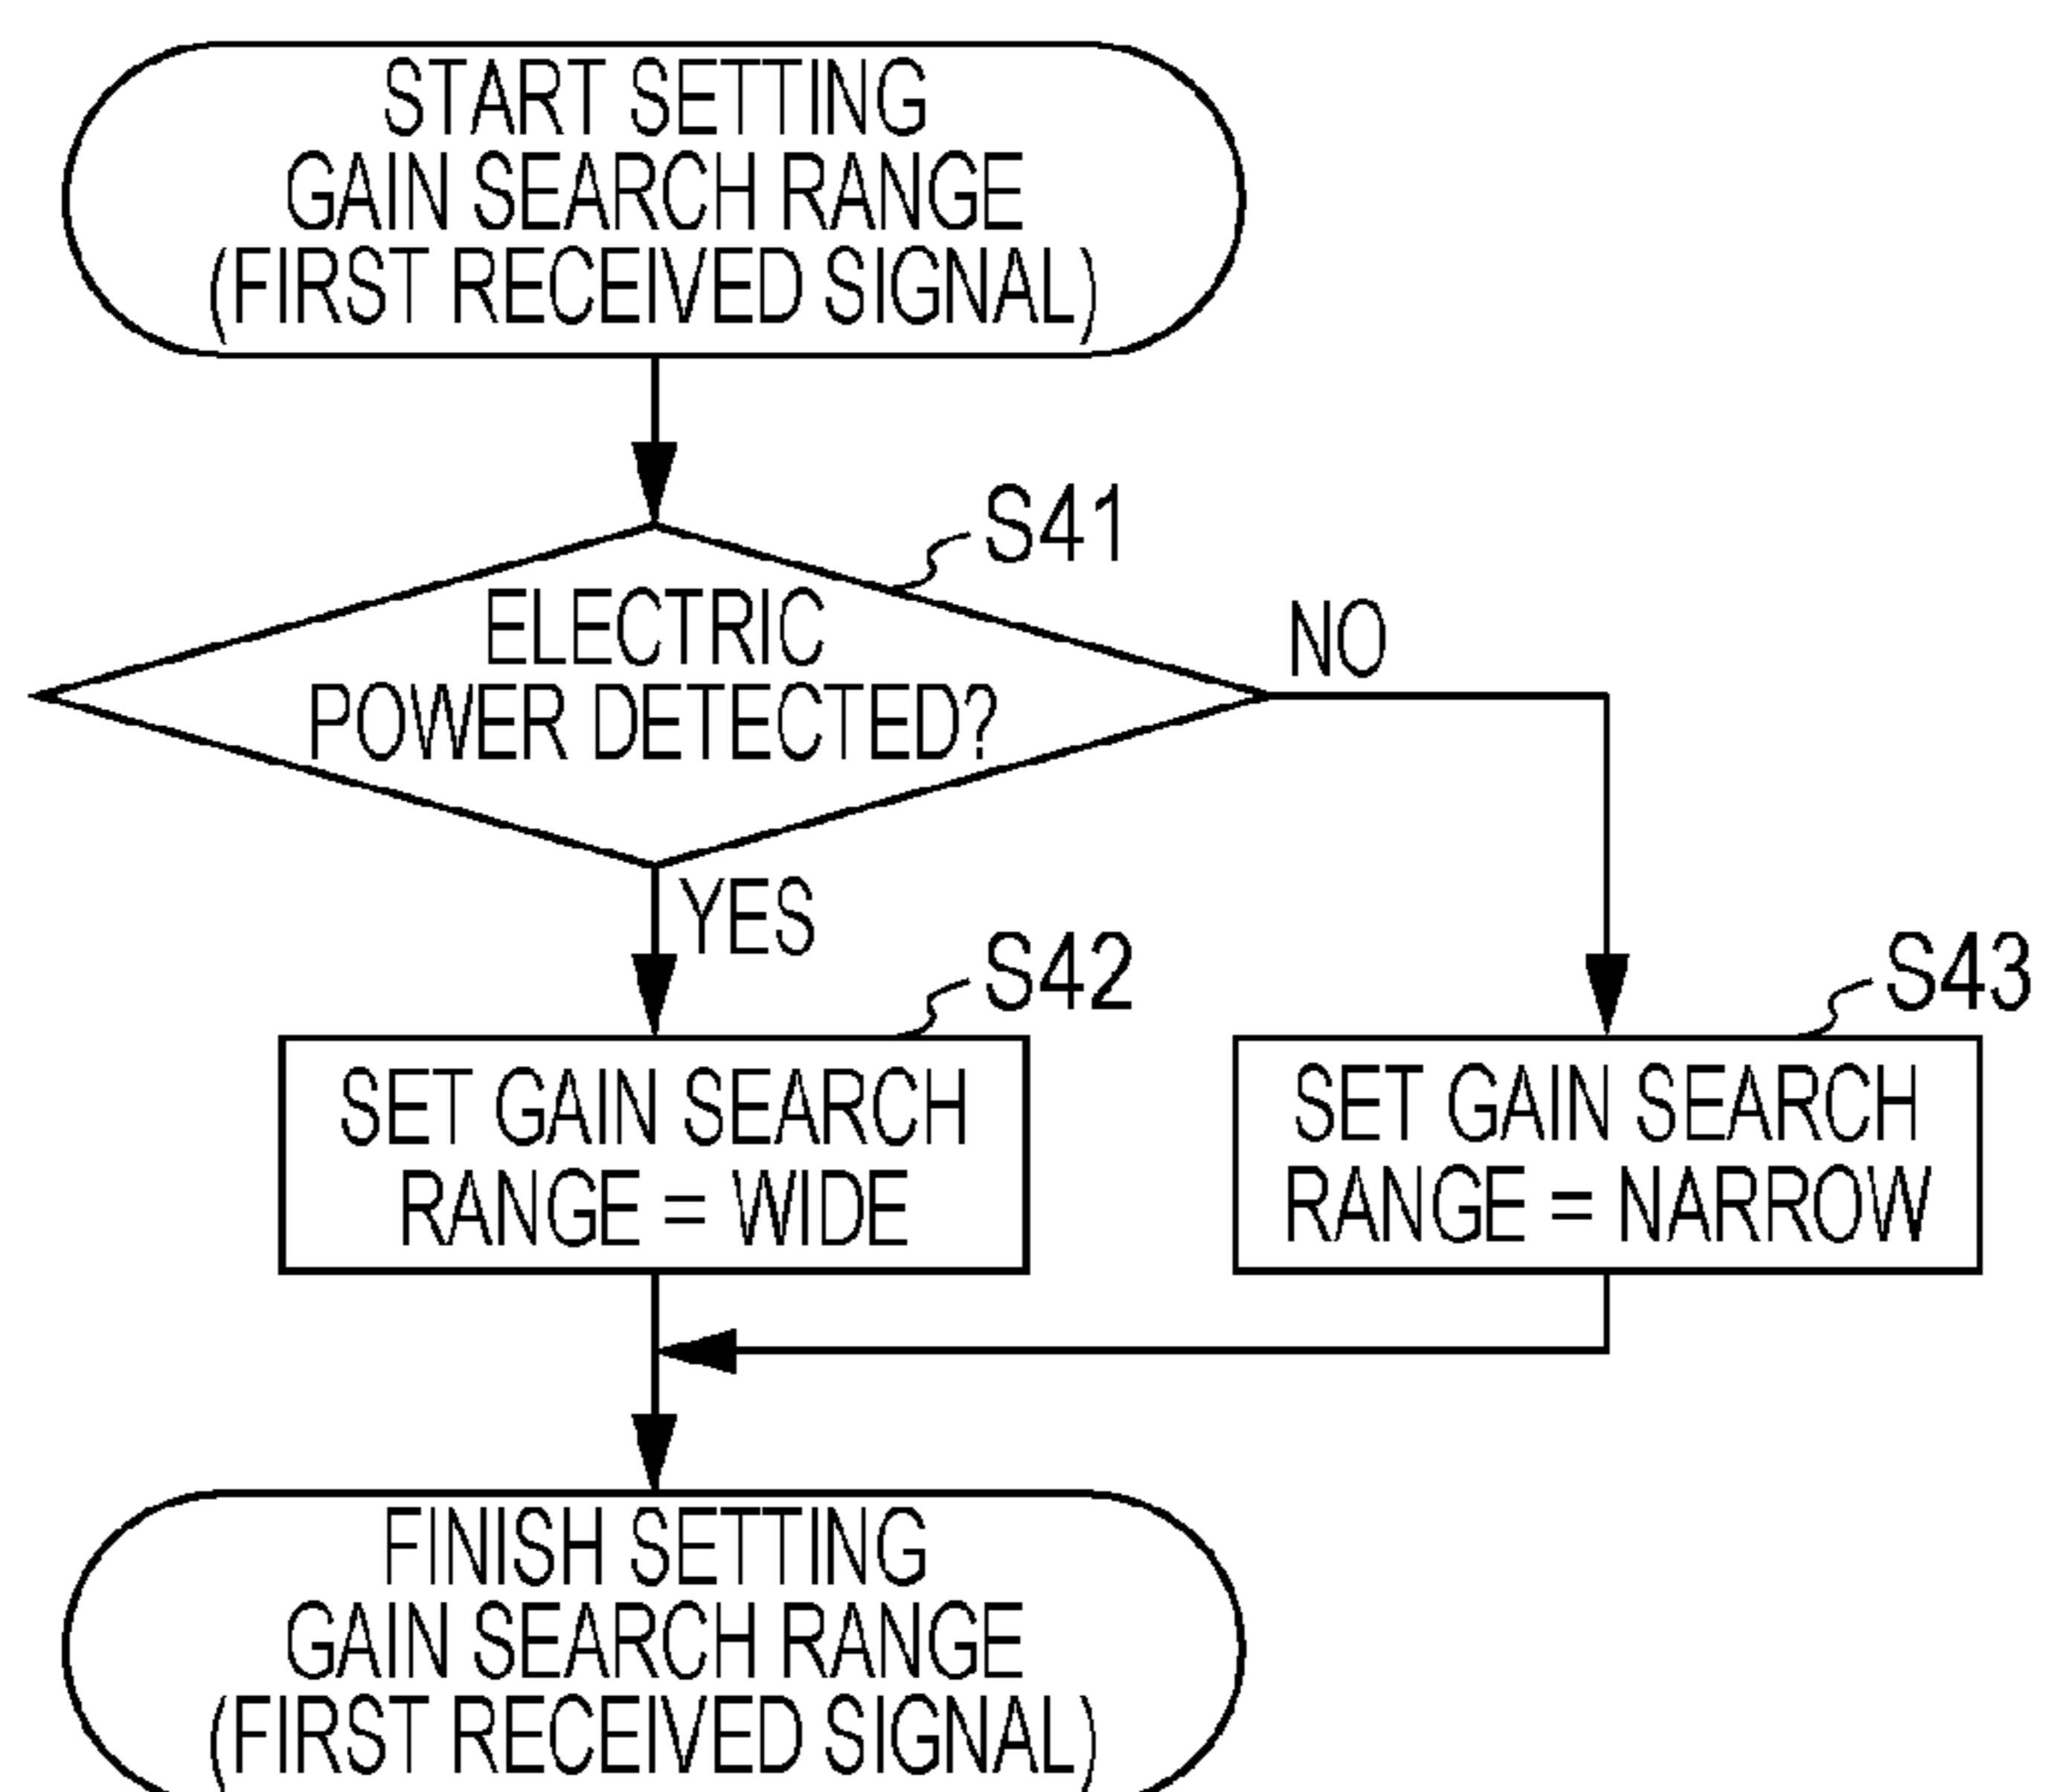 START SETTING
GAIN SEARCH RANGE
(FIRST RECEIVED SIGNAL)
S41
ELECTRIC
POWER DETECTED?
NO
YES
S42
SET GAIN SEARCH
RANGE = WIDE
S43
SET GAIN SEARCH
RANGE = NARROW
FINISH SETTING
GAIN SEARCH RANGE
(FIRST RECEIVED SIGNAL)